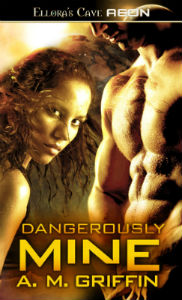 ELLORA'S CAVE AEON
DANGEROUSLY
MINE
A. M. GRIFFIN